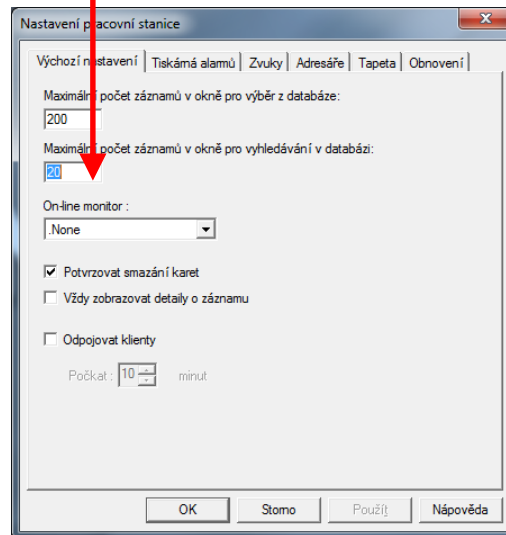 Nastavení pracovní stanice
Výchozí nastavení Tiskárná alarmů Zvuky Adresáře Tapeta Obnovení
Maximální počet záznamů v okně pro výběr z databáze:
200
Maximální počet záznamů v okně pro vyhledávání v databázi:
20
On-line monitor :
.None
Potvrzovat smazání karet
Vždy zobrazovat detaily o záznamu
Odpojovat klienty
Počkat : 10 minut
OK Storno Použít Nápověda